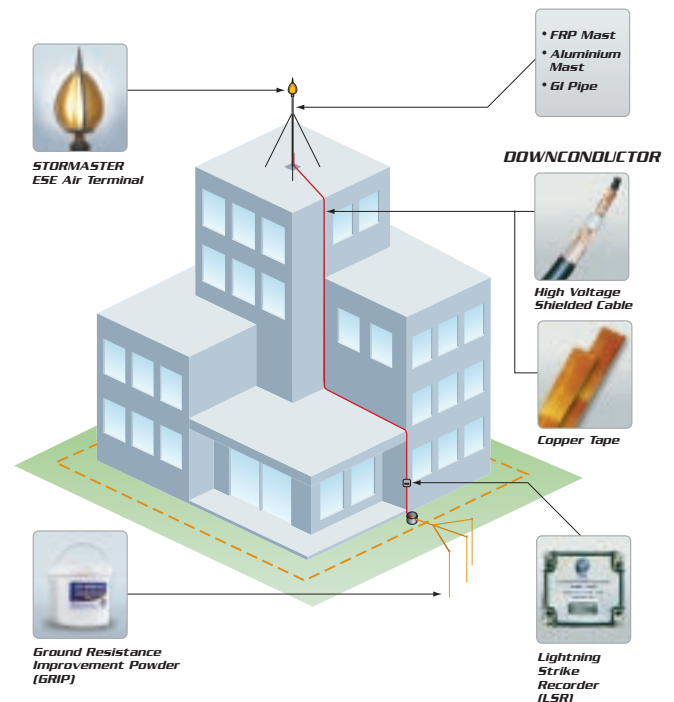 • FRP Mast
• Aluminium
Mast
• GI Pipe
STORMASTER
ESE Air Terminal
DOWNCONDUCTOR
High Voltage
Shielded Cable
Copper Tape
Ground Resistance
Improvement Powder
(GRIP)
Lightning
Strike
Recorder
(LSR)